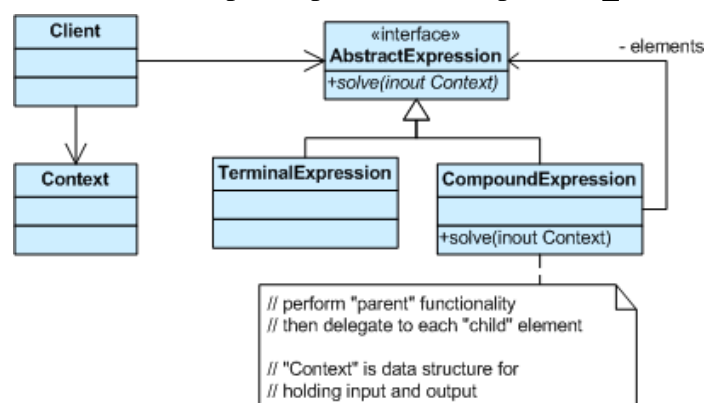 Client
«interface»
AbstractExpression
+solve(inout Context)
- elements
Context
TerminalExpression
CompoundExpression
+solve(inout Context)
// perform "parent" functionality
// then delegate to each "child" element
// "Context" is data structure for
// holding input and output